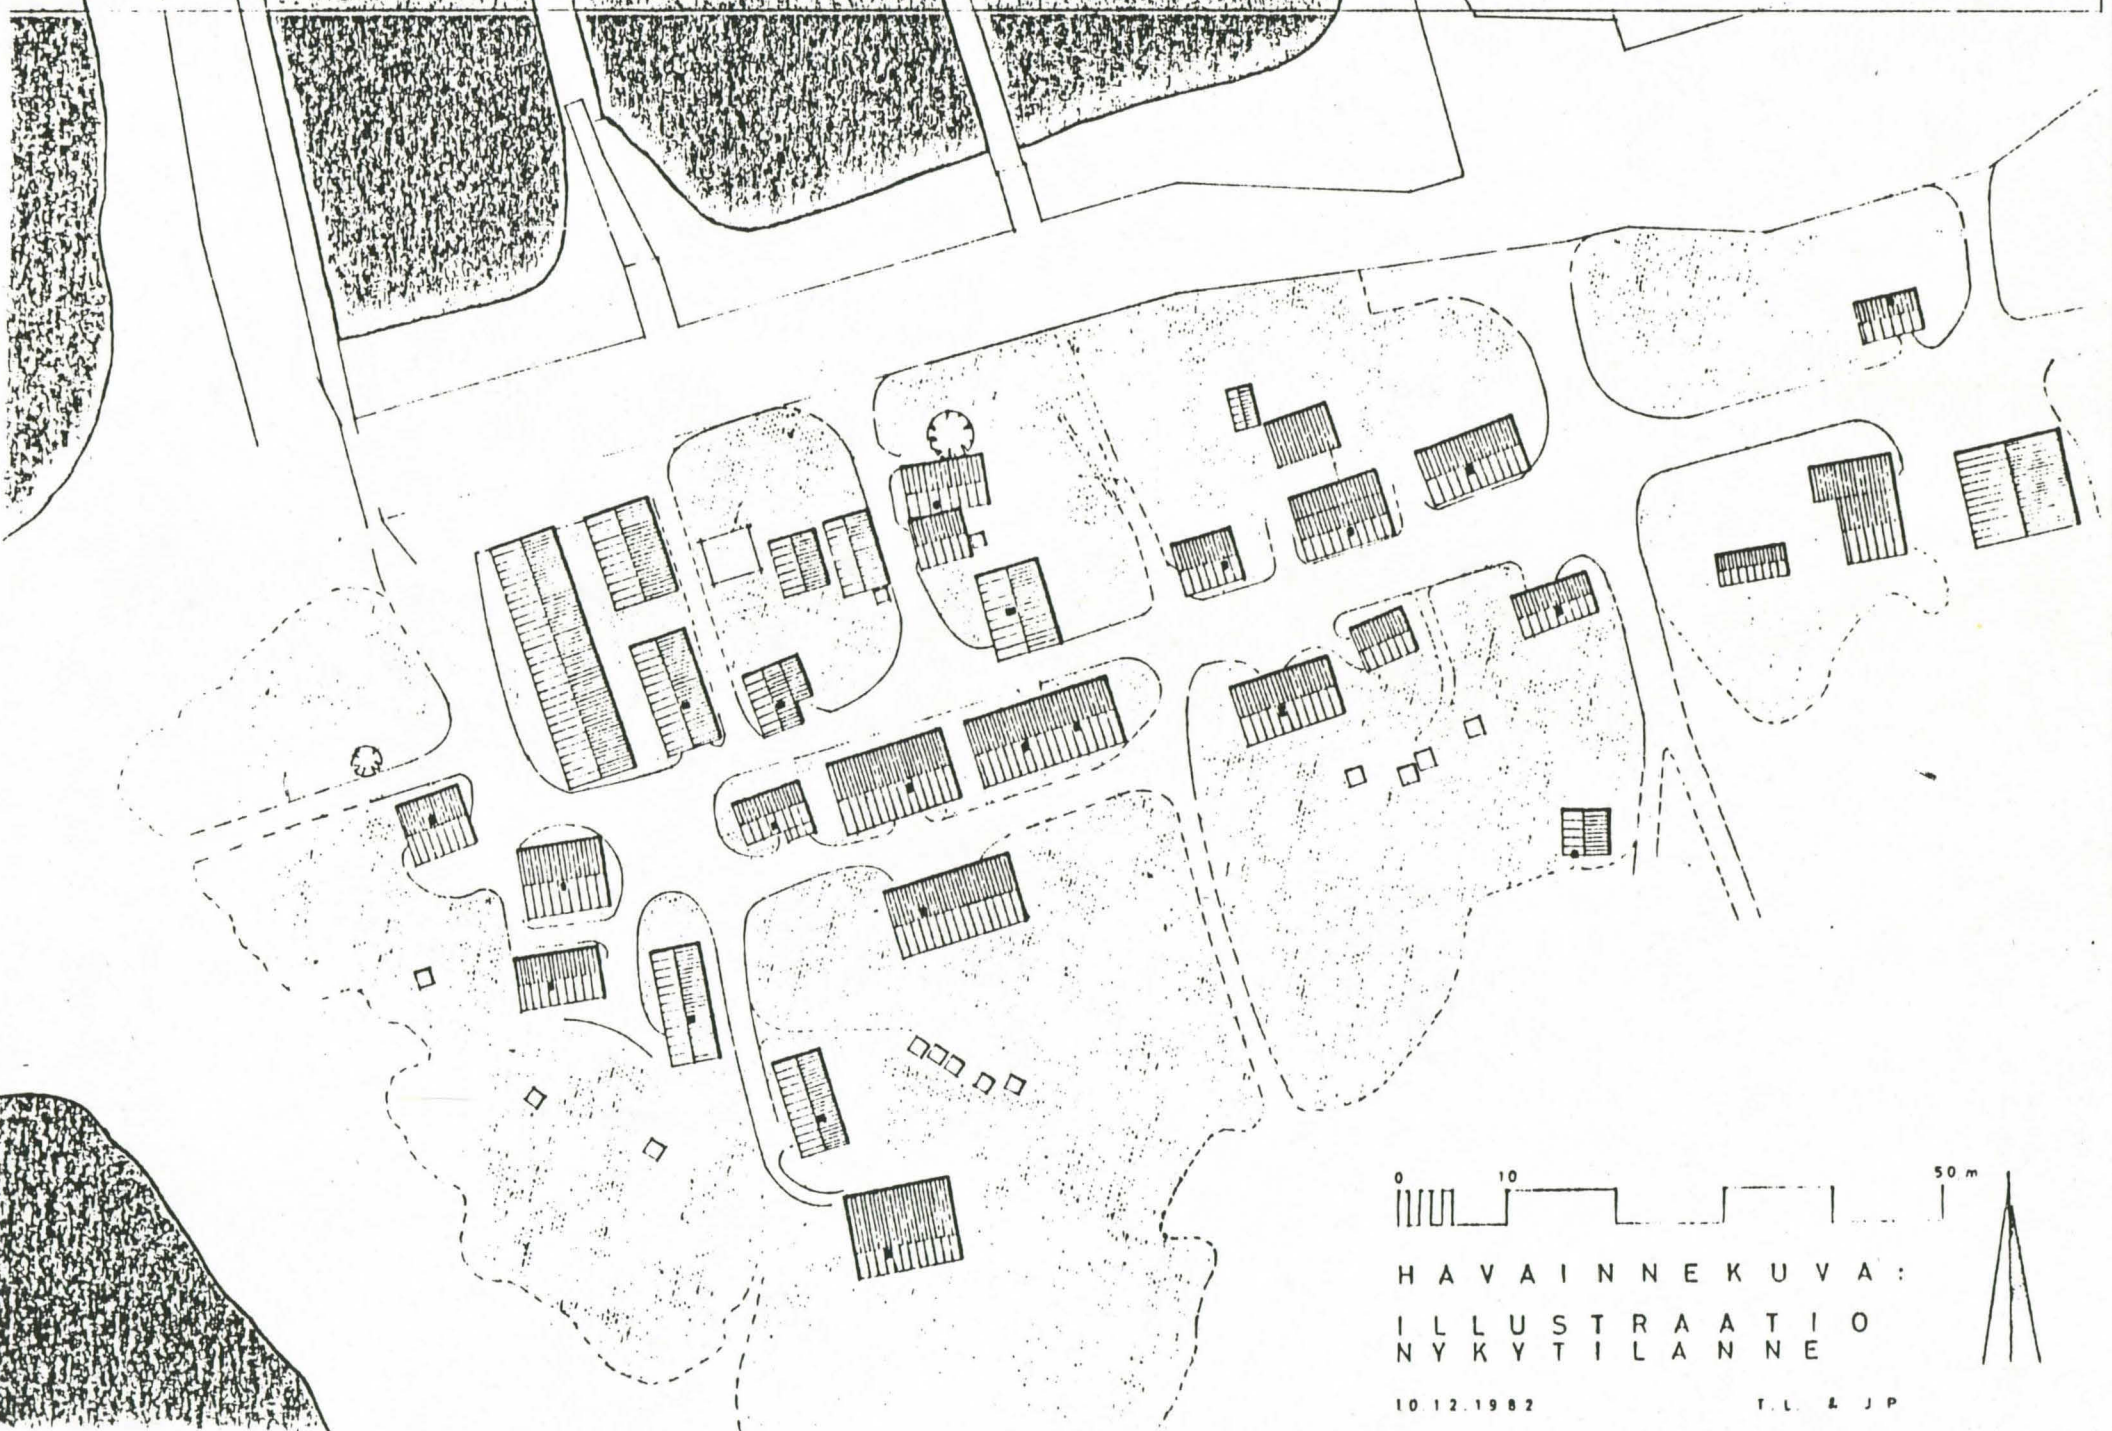 0 10 50 m
HAVAINNEKUVA:
ILLUSTRAATIO
NYKYTILANNE
10.12.1982 T.L. & J P